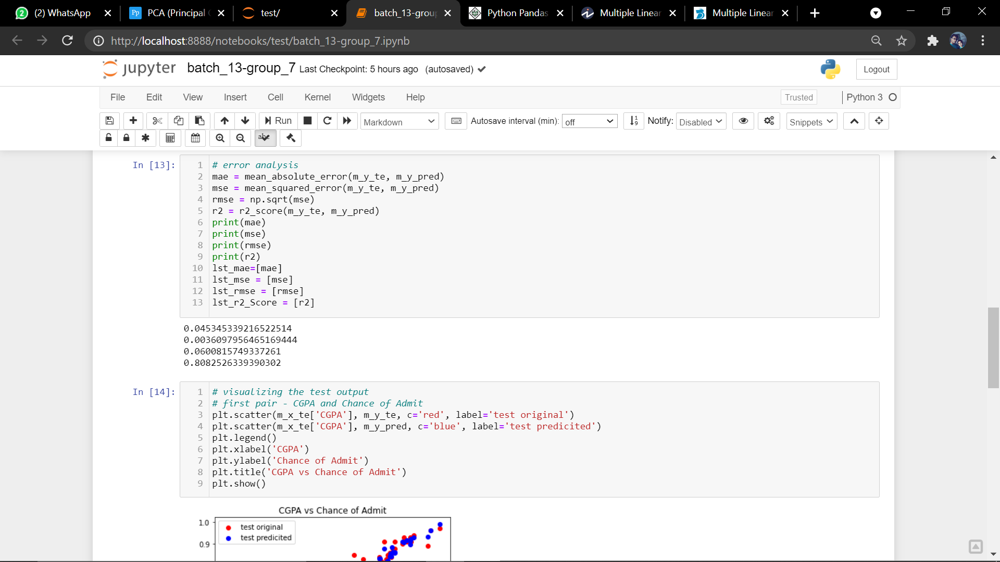 (2) WhatsApp
PCA (Principal
test/
batch_13-grou
Python Pandas
Multiple Linear
Multiple Linear
http://localhost:8888/notebooks/test/batch_13-group_7.ipynb
jupyter batch_13-group_7 Last Checkpoint: 5 hours ago (autosaved)
Logout
File Edit View Insert Cell Kernel Widgets Help
Trusted
Python 3
Run
Markdown
Autosave interval (min): off
Notify: Disabled
Snippets
In [13]:
1 # error analysis
2 mae = mean_absolute_error(m_y_te, m_y_pred)
3 mse = mean_squared_error(m_y_te, m_y_pred)
4 rmse = np.sqrt(mse)
5 r2 = r2_score(m_y_te, m_y_pred)
6 print(mae)
7 print(mse)
8 print(rmse)
9 print(r2)
10 lst_mae=[mae]
11 lst_mse = [mse]
12 lst_rmse = [rmse]
13 lst_r2_Score = [r2]
0.045345339216522514
0.0036097956465169444
0.0600815749337261
0.8082526339390302
In [14]:
1 # visualizing the test output
2 # first pair - CGPA and Chance of Admit
3 plt.scatter(m_x_te['CGPA'], m_y_te, c='red', label='test original')
4 plt.scatter(m_x_te['CGPA'], m_y_pred, c='blue', label='test predicited')
5 plt.legend()
6 plt.xlabel('CGPA')
7 plt.ylabel('Chance of Admit')
8 plt.title('CGPA vs Chance of Admit')
9 plt.show()
CGPA vs Chance of Admit
1.0
test original
test predicited
0.9